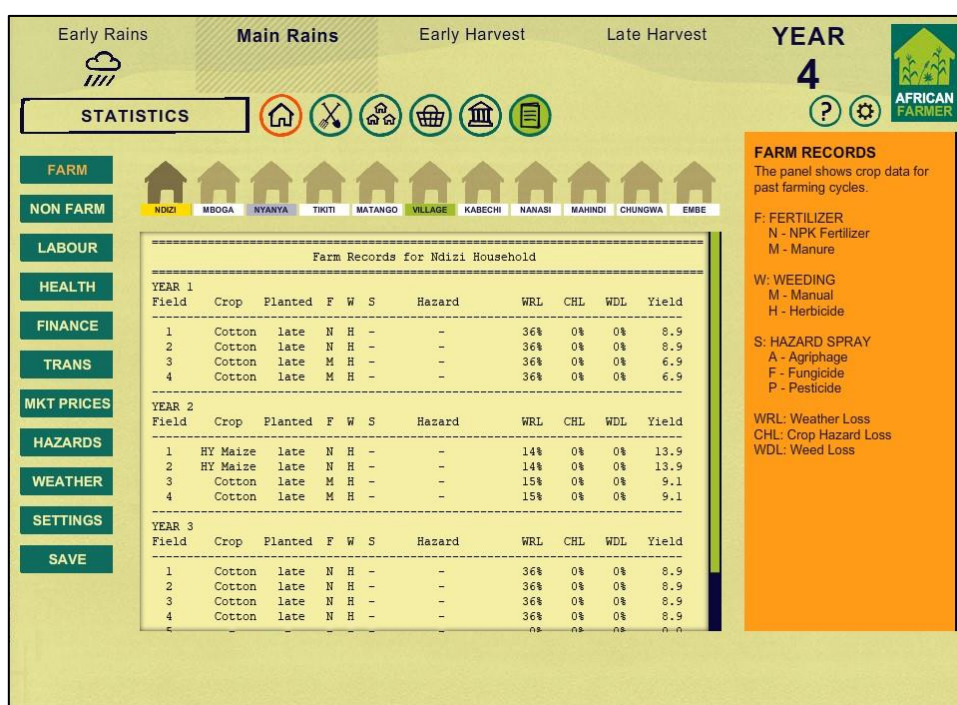 Early Rains Main Rains Early Harvest Late Harvest YEAR
4
AFRICAN
FARMER
STATISTICS ?
FARM
NON FARM
LABOUR
HEALTH
FINANCE
TRANS
MKT PRICES
HAZARDS
WEATHER
SETTINGS
SAVE
NDIZI MBOGA NYANYA TIKITI MATANGO VILLAGE KABECHI NANASI MAHINDI CHUNGWA EMBE
Farm Records for Ndizi Household
YEAR 1
Field Crop Planted F W S Hazard WRL CHL WDL Yield
1 Cotton late N H - - 36% 0% 0% 8.9
2 Cotton late N H - - 36% 0% 0% 8.9
3 Cotton late M H - - 36% 0% 0% 6.9
4 Cotton late M H - - 36% 0% 0% 6.9
YEAR 2
Field Crop Planted F W S Hazard WRL CHL WDL Yield
1 HY Maize late N H - - 14% 0% 0% 13.9
2 HY Maize late N H - - 14% 0% 0% 13.9
3 Cotton late M H - - 15% 0% 0% 9.1
4 Cotton late M H - - 15% 0% 0% 9.1
YEAR 3
Field Crop Planted F W S Hazard WRL CHL WDL Yield
1 Cotton late N H - - 36% 0% 0% 8.9
2 Cotton late N H - - 36% 0% 0% 8.9
3 Cotton late N H - - 36% 0% 0% 8.9
4 Cotton late N H - - 36% 0% 0% 8.9
5 - - - - - - 0% 0% 0% 0.0
FARM RECORDS
The panel shows crop data for
past farming cycles.
F: FERTILIZER
N - NPK Fertilizer
M - Manure
W: WEEDING
M - Manual
H - Herbicide
S: HAZARD SPRAY
A - Agriphage
F - Fungicide
P - Pesticide
WRL: Weather Loss
CHL: Crop Hazard Loss
WDL: Weed Loss